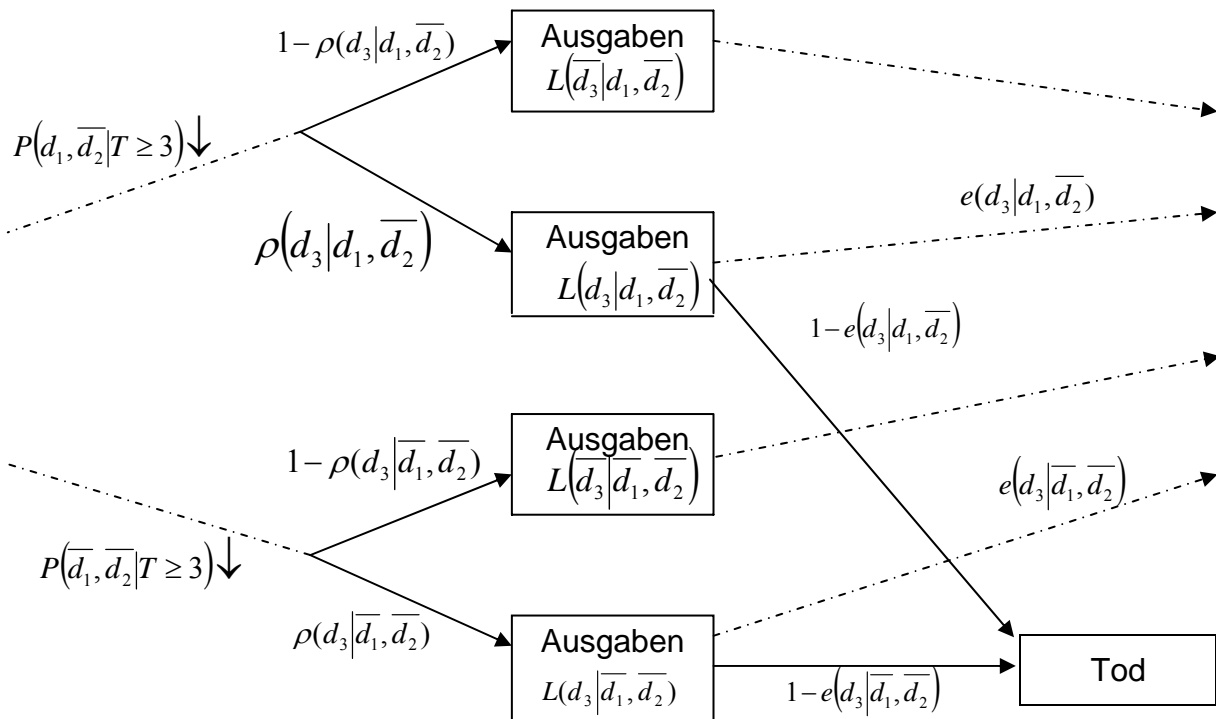 1 − ρ(d₃|d₁, d̅₂)
Ausgaben
L(d̅₃|d₁, d̅₂)
P(d₁, d̅₂|T ≥ 3)↓
ρ(d₃|d₁, d̅₂)
Ausgaben
L(d₃|d₁, d̅₂)
e(d₃|d₁, d̅₂)
1 − e(d₃|d₁, d̅₂)
1 − ρ(d₃|d̅₁, d̅₂)
Ausgaben
L(d̅₃|d̅₁, d̅₂)
e(d₃|d̅₁, d̅₂)
P(d̅₁, d̅₂|T ≥ 3)↓
ρ(d₃|d̅₁, d̅₂)
Ausgaben
L(d₃|d̅₁, d̅₂)
1 − e(d₃|d̅₁, d̅₂)
Tod